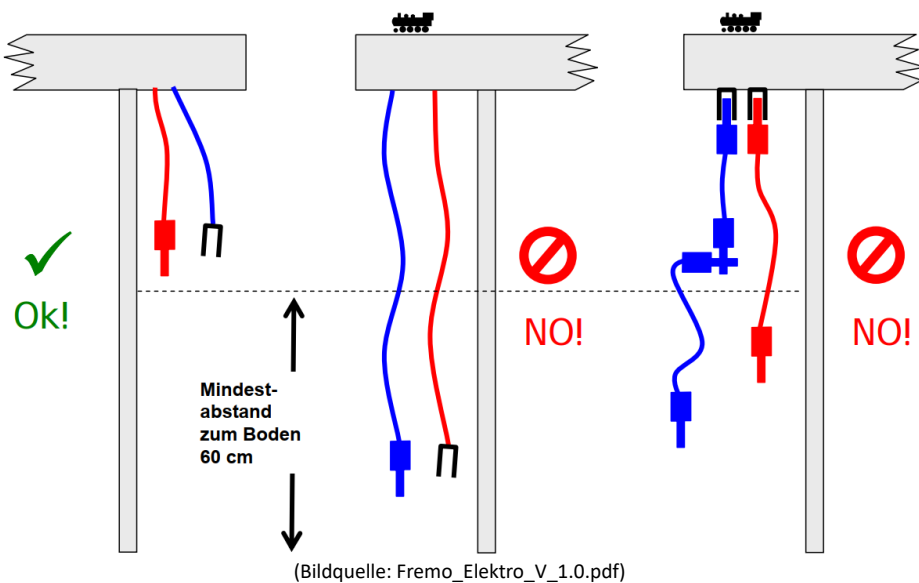 Ok!
Mindest-
abstand
zum Boden
60 cm
NO!
NO!
(Bildquelle: Fremo_Elektro_V_1.0.pdf)